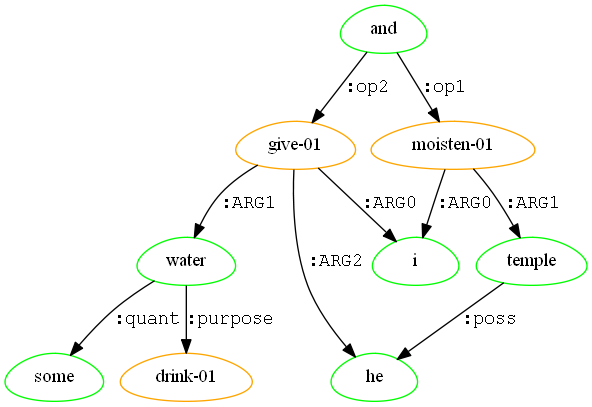 and
:op2 :op1
give-01 moisten-01
:ARG1 :ARG0 :ARG0 :ARG1
water i temple
:ARG2
:quant :purpose :poss
some drink-01 he